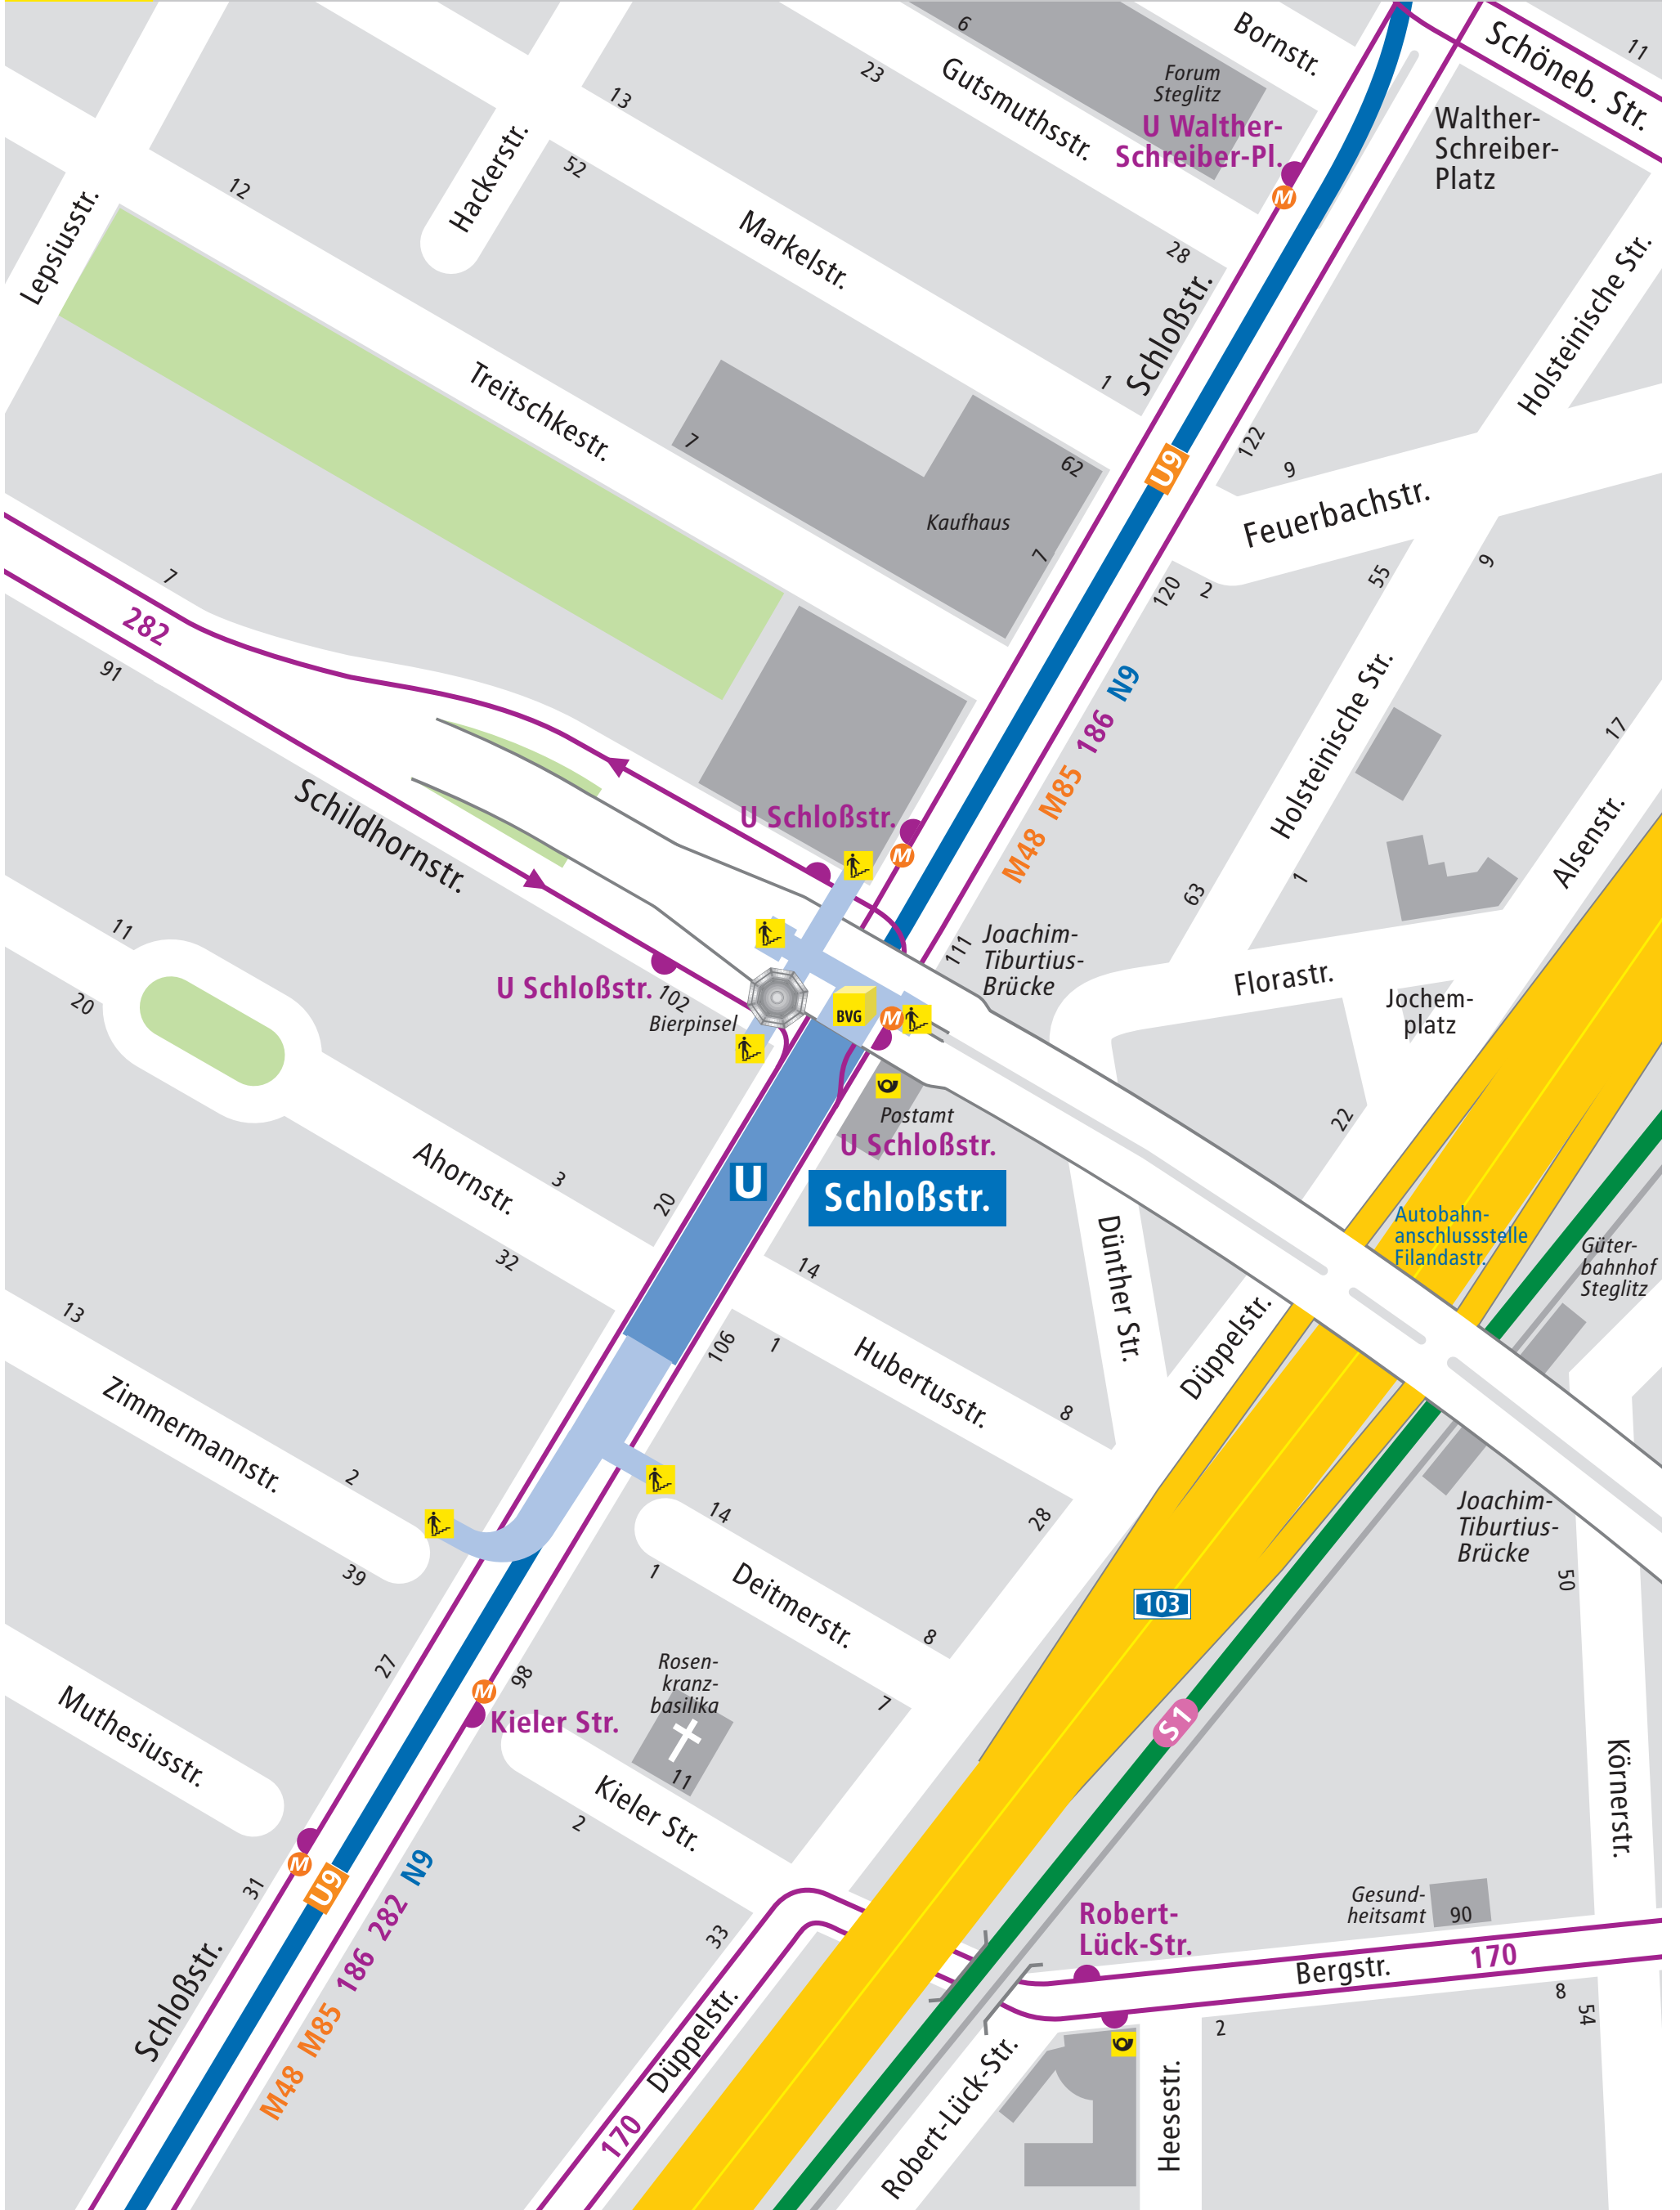 6
Bornstr.
11
Schöneb. Str.
23
Gutsmuthsstr.
Forum
Steglitz
U Walther-
Schreiber-Pl.
M
Walther-
Schreiber-
Platz
13
Hackerstr.
52
12
Lepsiusstr.
Markelstr.
28
Schloßstr.
Holsteinische Str.
1
Treitschkestr.
7
62
Kaufhaus
7
U9
122
9
Feuerbachstr.
120
2
55
9
7
282
91
M48 M85 186 N9
Holsteinische Str.
17
Alsenstr.
Schildhornstr.
U Schloßstr.
M
63
1
11
20
U Schloßstr.
102
Bierpinsel
BVG
M
111
Joachim-
Tiburtius-
Brücke
Florastr.
Jochem-
platz
Postamt
U Schloßstr.
22
Ahornstr.
3
20
U
Schloßstr.
32
14
Dünther Str.
Autobahn-
anschlussstelle
Filandastr.
Güter-
bahnhof
Steglitz
13
Zimmermannstr.
106
1
Hubertusstr.
8
Düppelstr.
2
39
14
28
Joachim-
Tiburtius-
Brücke
50
1
Deitmerstr.
8
103
27
98
M
Kieler Str.
Rosen-
kranz-
basilika
11
7
S1
Muthesiusstr.
Kieler Str.
2
Körnerstr.
M
31
U9
Schloßstr.
M48 M85 186 282 N9
33
Düppelstr.
170
Robert-
Lück-Str.
Gesund-
heitsamt
90
Bergstr.
170
8
54
2
Robert-Lück-Str.
Heesestr.